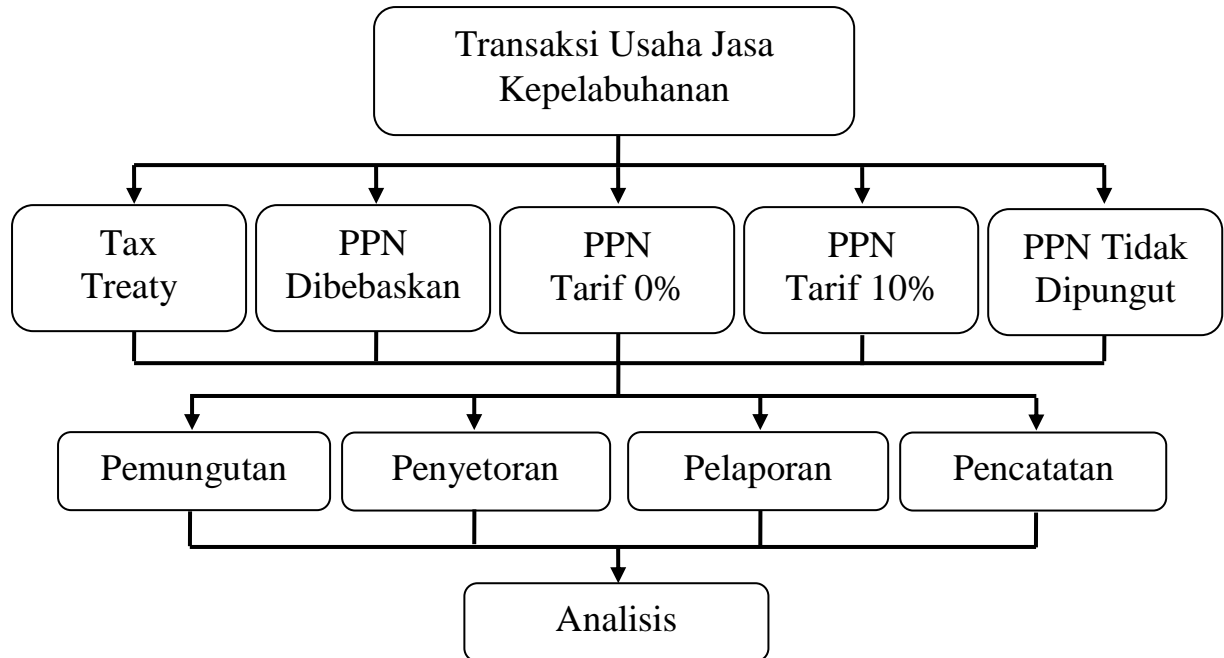 Transaksi Usaha Jasa
Kepelabuhanan
Tax
Treaty
PPN
Dibebaskan
PPN
Tarif 0%
PPN
Tarif 10%
PPN Tidak
Dipungut
Pemungutan
Penyetoran
Pelaporan
Pencatatan
Analisis